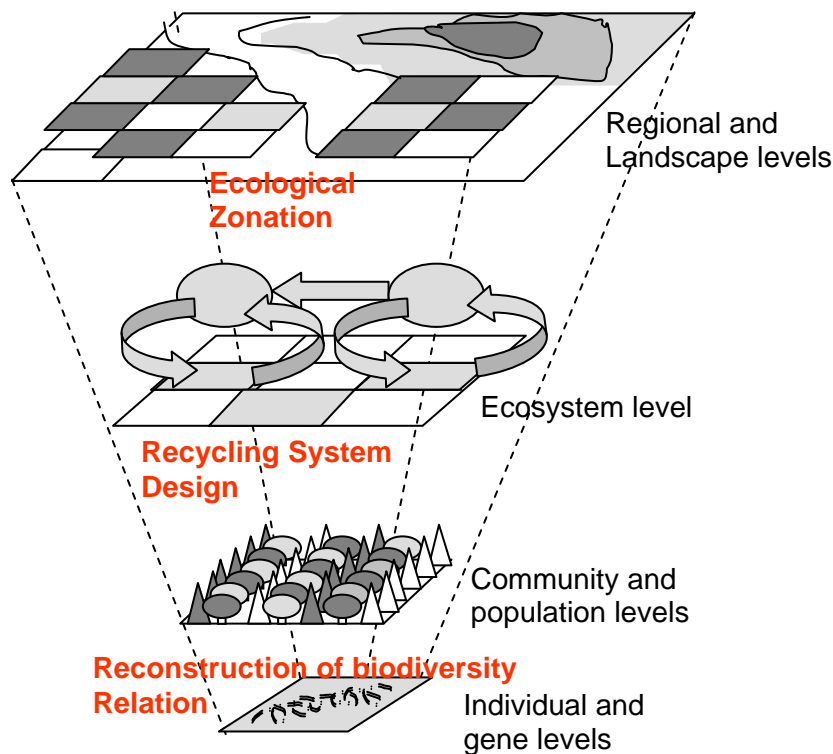 Regional and
Landscape levels
Ecological
Zonation
Ecosystem level
Recycling System
Design
Community and
population levels
Reconstruction of biodiversity
Relation
Individual and
gene levels